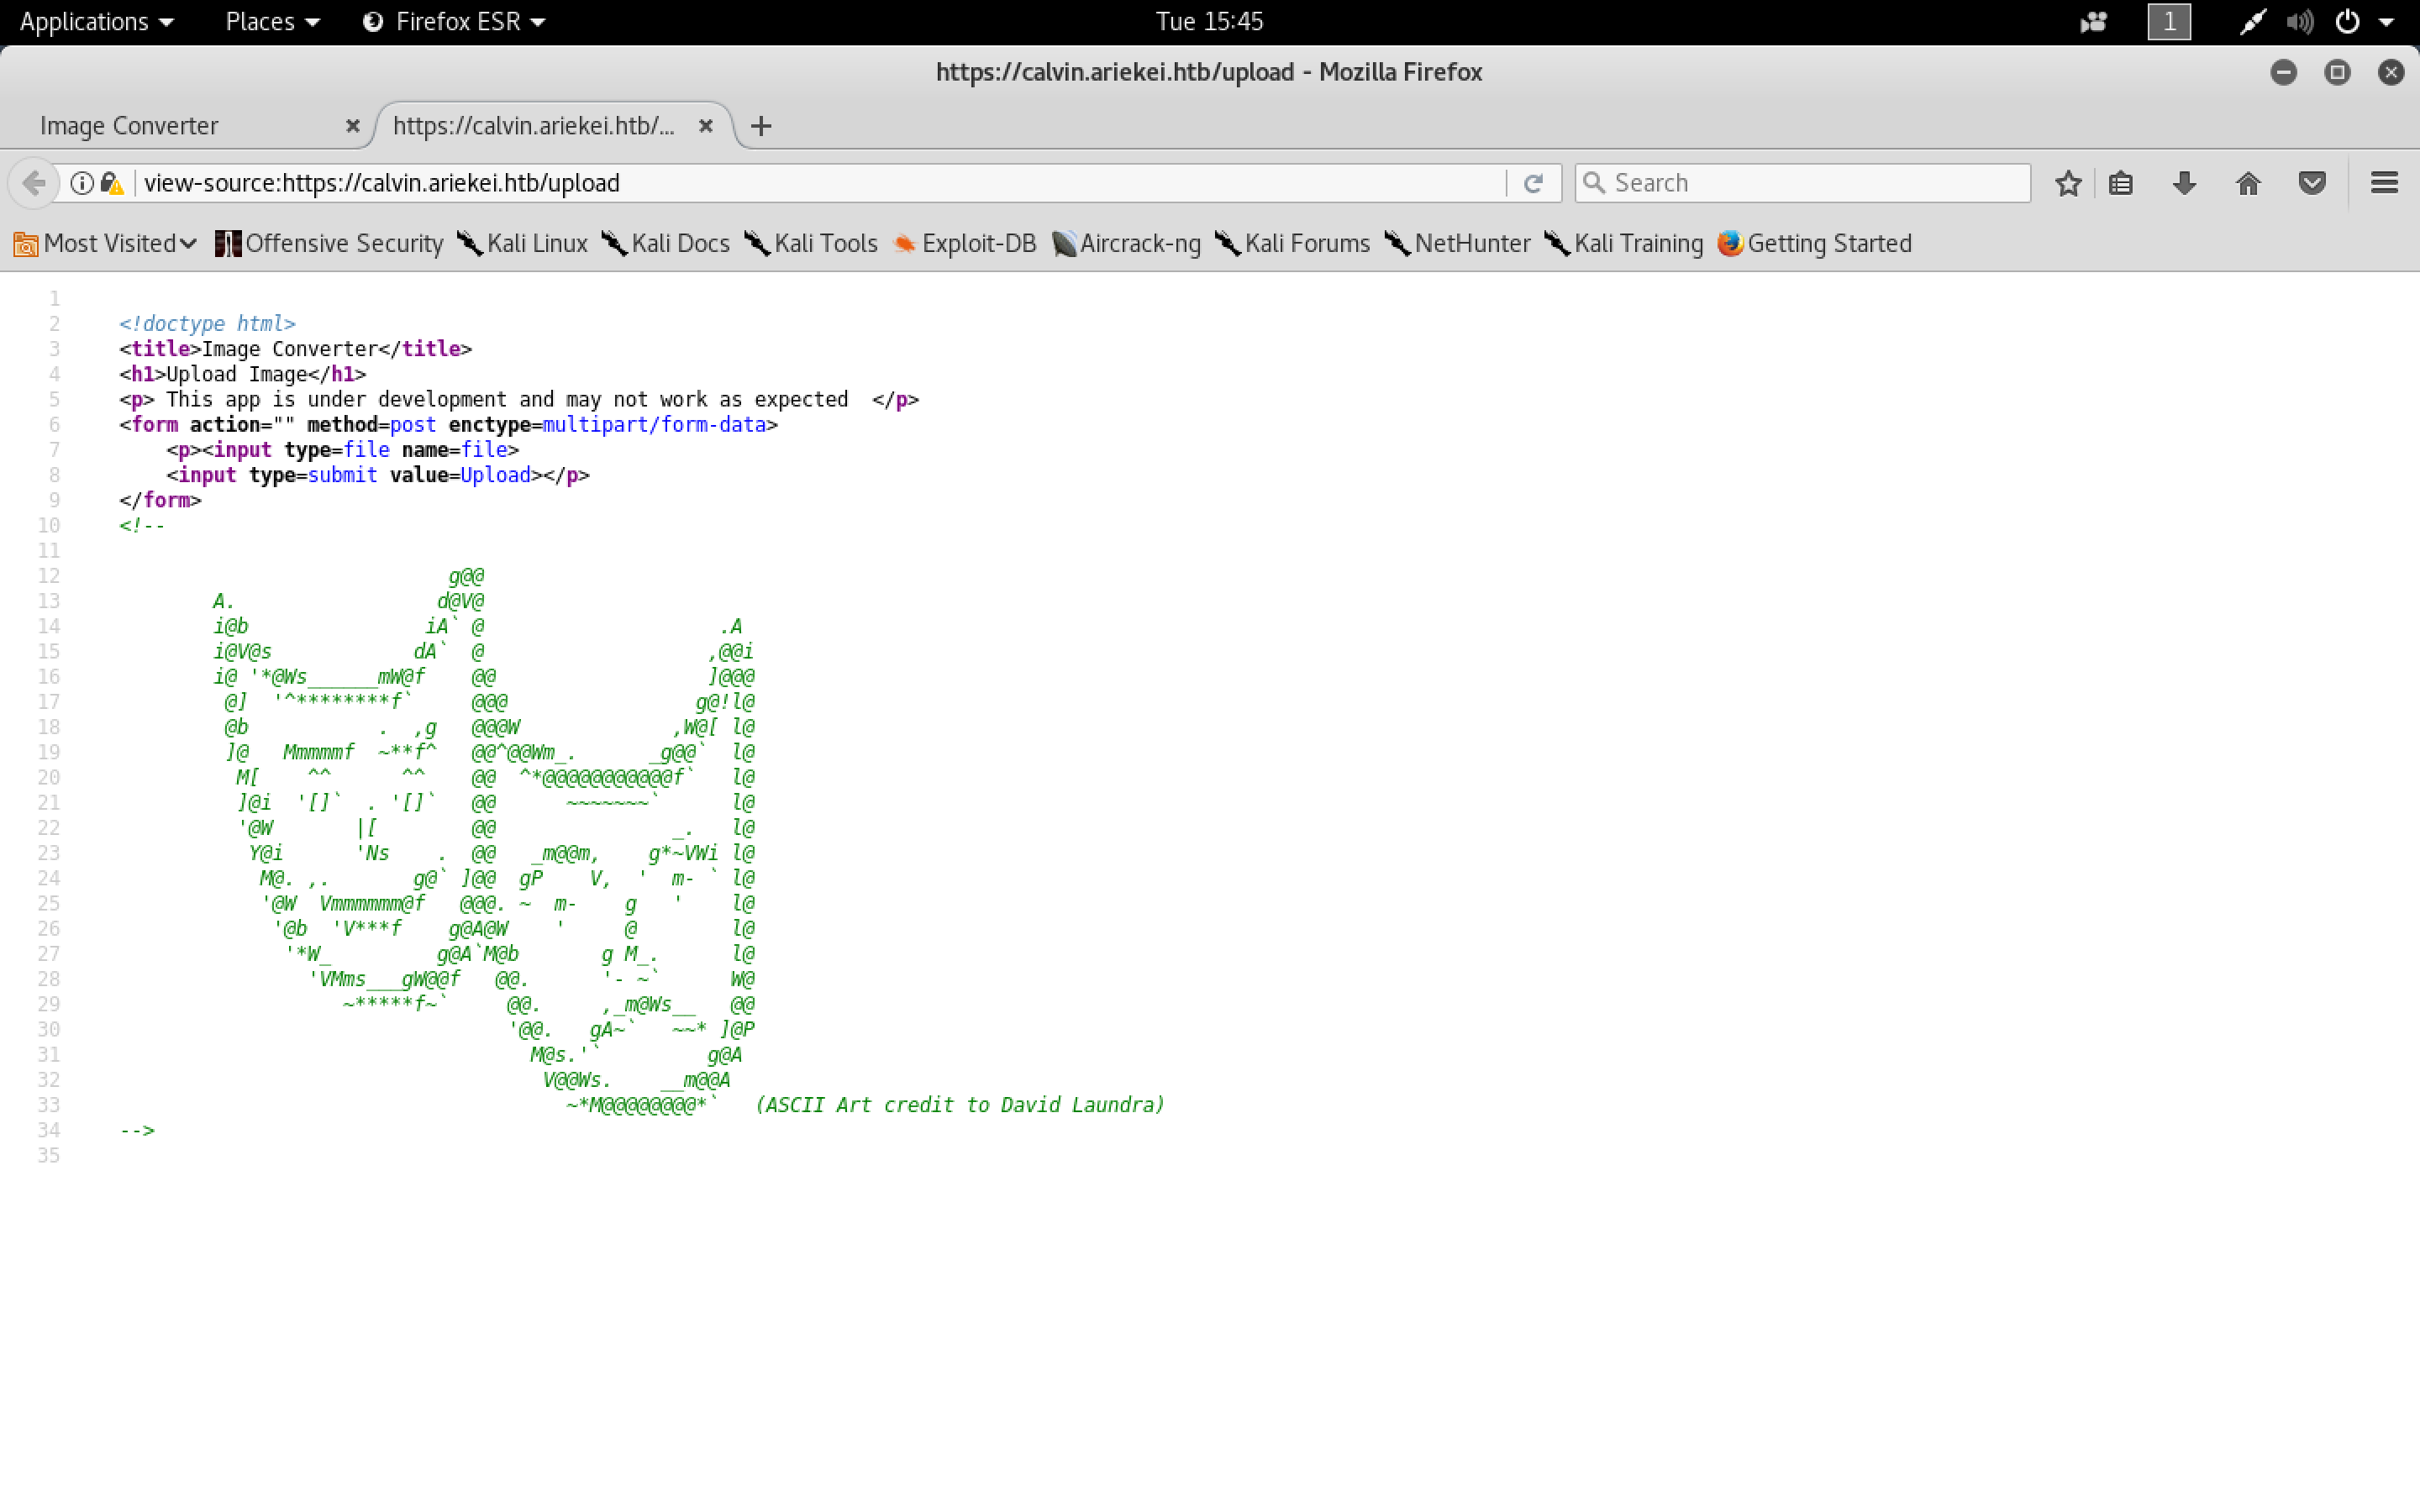 Applications Places Firefox ESR Tue 15:45 1
https://calvin.ariekei.htb/upload - Mozilla Firefox
Image Converter https://calvin.ariekei.htb/...
view-source:https://calvin.ariekei.htb/upload Search
Most Visited Offensive Security Kali Linux Kali Docs Kali Tools Exploit-DB Aircrack-ng Kali Forums NetHunter Kali Training Getting Started
1
2 <!doctype html>
3 <title>Image Converter</title>
4 <h1>Upload Image</h1>
5 <p> This app is under development and may not work as expected  </p>
6 <form action="" method=post enctype=multipart/form-data>
7     <p><input type=file name=file>
8     <input type=submit value=Upload></p>
9 </form>
10 <!--
11
12                             g@@
13         A.                 d@V@
14         i@b               iA` @                    .A
15         i@V@s            dA`  @                   ,@@i
16         i@ '*@Ws______mW@f    @@                  ]@@@
17          @]  '^********f`     @@@                g@!l@
18          @b           .  ,g   @@@W             ,W@[ l@
19          ]@   Mmmmmf  ~**f^   @@^@@Wm_.      _g@@`  l@
20           M[    ^^      ^^    @@  ^*@@@@@@@@@@@f`   l@
21           ]@i  '[]`  . '[]`   @@      ~~~~~~~`      l@
22           '@W       |[        @@               _.   l@
23            Y@i      'Ns    .  @@   _m@@m,    g*~VWi l@
24             M@. ,.       g@` ]@@  gP    V,  '  m- ` l@
25             '@W  Vmmmmmm@f   @@@. ~  m-    g   '    l@
26              '@b  'V***f    g@A@W    '     @        l@
27               '*W_         g@A`M@b       g M_.      l@
28                 'VMms___gW@@f   @@.      '- ~`      W@
29                    ~*****f~`     @@.     ,_m@Ws__   @@
30                                  '@@.   gA~`   ~~* ]@P
31                                    M@s.'`         g@A
32                                     V@@Ws.    __m@@A
33                                       ~*M@@@@@@@@*`   (ASCII Art credit to David Laundra)
34 -->
35